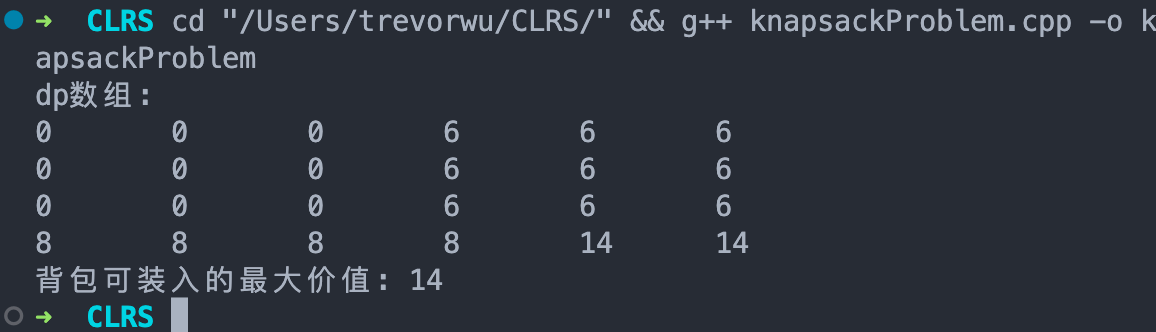 ➜ CLRS cd "/Users/trevorwu/CLRS/" && g++ knapsackProblem.cpp -o k
apsackProblem
dp数组:
0 0 0 6 6 6
0 0 0 6 6 6
0 0 0 6 6 6
8 8 8 8 14 14
背包可装入的最大价值: 14
➜ CLRS